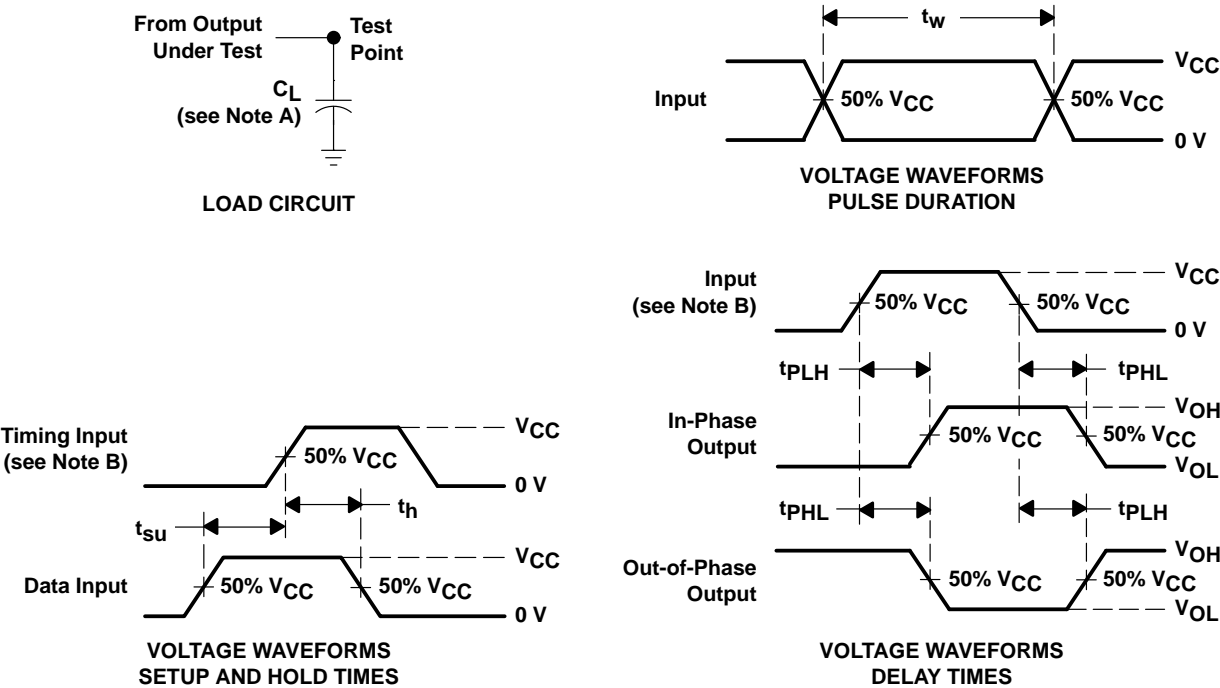 From Output
Under Test
Test
Point
CL
(see Note A)
LOAD CIRCUIT
tw
VCC
Input
50% VCC
50% VCC
0 V
VOLTAGE WAVEFORMS
PULSE DURATION
Timing Input
(see Note B)
VCC
50% VCC
0 V
th
tsu
Data Input
VCC
50% VCC
50% VCC
0 V
VOLTAGE WAVEFORMS
SETUP AND HOLD TIMES
Input
(see Note B)
VCC
50% VCC
50% VCC
0 V
tPLH
tPHL
In-Phase
Output
VOH
50% VCC
50% VCC
VOL
tPHL
tPLH
Out-of-Phase
Output
VOH
50% VCC
50% VCC
VOL
VOLTAGE WAVEFORMS
DELAY TIMES